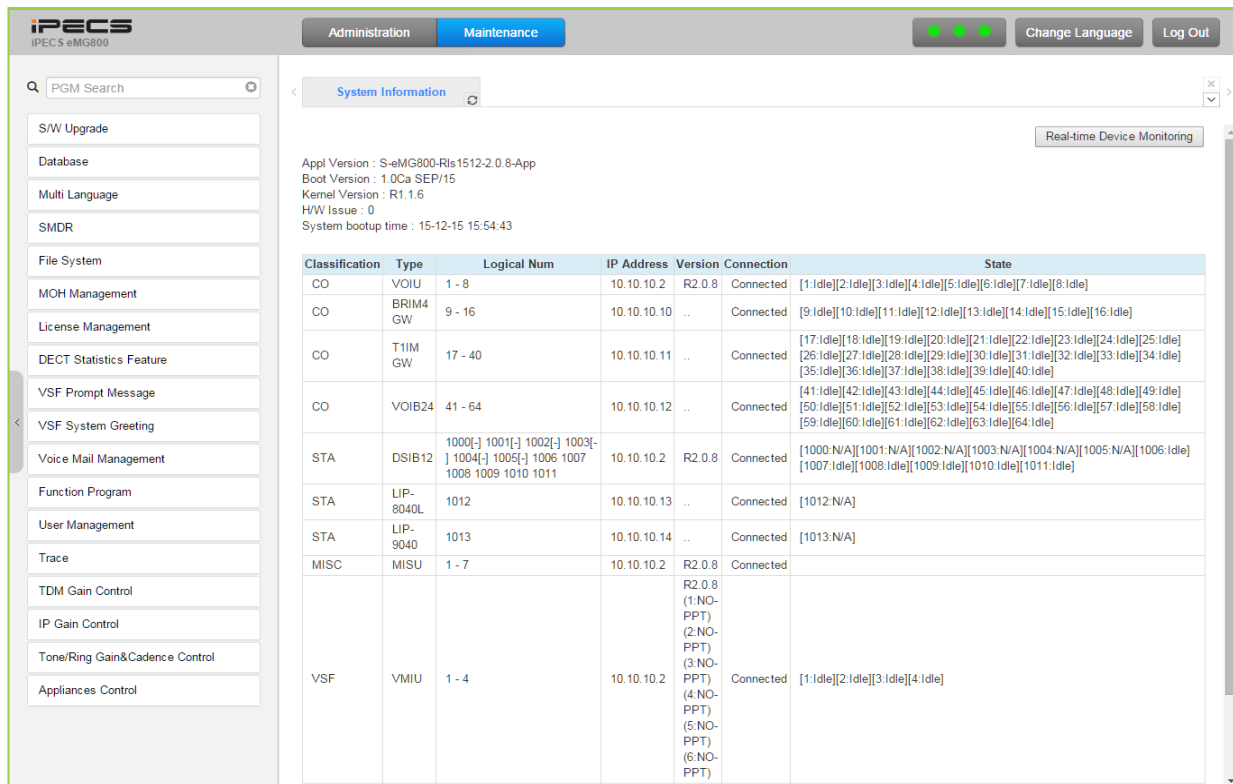 iPECS
iPECS eMG800
Administration
Maintenance
Change Language
Log Out
PGM Search
System Information
S/W Upgrade
Database
Multi Language
SMDR
File System
MOH Management
License Management
DECT Statistics Feature
VSF Prompt Message
VSF System Greeting
Voice Mail Management
Function Program
User Management
Trace
TDM Gain Control
IP Gain Control
Tone/Ring Gain&Cadence Control
Appliances Control
Real-time Device Monitoring
Appl Version : S-eMG800-Rls1512-2.0.8-App
Boot Version : 1.0Ca SEP/15
Kernel Version : R1.1.6
H/W Issue : 0
System bootup time : 15-12-15 15:54:43
Classification Type Logical Num IP Address Version Connection State
CO VOIU 1 - 8 10.10.10.2 R2.0.8 Connected [1:Idle][2:Idle][3:Idle][4:Idle][5:Idle][6:Idle][7:Idle][8:Idle]
CO BRIM4
GW 9 - 16 10.10.10.10 .. Connected [9:Idle][10:Idle][11:Idle][12:Idle][13:Idle][14:Idle][15:Idle][16:Idle]
CO T1IM
GW 17 - 40 10.10.10.11 .. Connected [17:Idle][18:Idle][19:Idle][20:Idle][21:Idle][22:Idle][23:Idle][24:Idle][25:Idle]
[26:Idle][27:Idle][28:Idle][29:Idle][30:Idle][31:Idle][32:Idle][33:Idle][34:Idle]
[35:Idle][36:Idle][37:Idle][38:Idle][39:Idle][40:Idle]
CO VOIB24 41 - 64 10.10.10.12 .. Connected [41:Idle][42:Idle][43:Idle][44:Idle][45:Idle][46:Idle][47:Idle][48:Idle][49:Idle]
[50:Idle][51:Idle][52:Idle][53:Idle][54:Idle][55:Idle][56:Idle][57:Idle][58:Idle]
[59:Idle][60:Idle][61:Idle][62:Idle][63:Idle][64:Idle]
STA DSIB12 1000[-] 1001[-] 1002[-] 1003[-
] 1004[-] 1005[-] 1006 1007
1008 1009 1010 1011 10.10.10.2 R2.0.8 Connected [1000:N/A][1001:N/A][1002:N/A][1003:N/A][1004:N/A][1005:N/A][1006:Idle]
[1007:Idle][1008:Idle][1009:Idle][1010:Idle][1011:Idle]
STA LIP-
8040L 1012 10.10.10.13 .. Connected [1012:N/A]
STA LIP-
9040 1013 10.10.10.14 .. Connected [1013:N/A]
MISC MISU 1 - 7 10.10.10.2 R2.0.8 Connected
VSF VMIU 1 - 4 10.10.10.2 R2.0.8
(1:NO-
PPT)
(2:NO-
PPT)
(3:NO-
PPT)
(4:NO-
PPT)
(5:NO-
PPT)
(6:NO-
PPT) Connected [1:Idle][2:Idle][3:Idle][4:Idle]